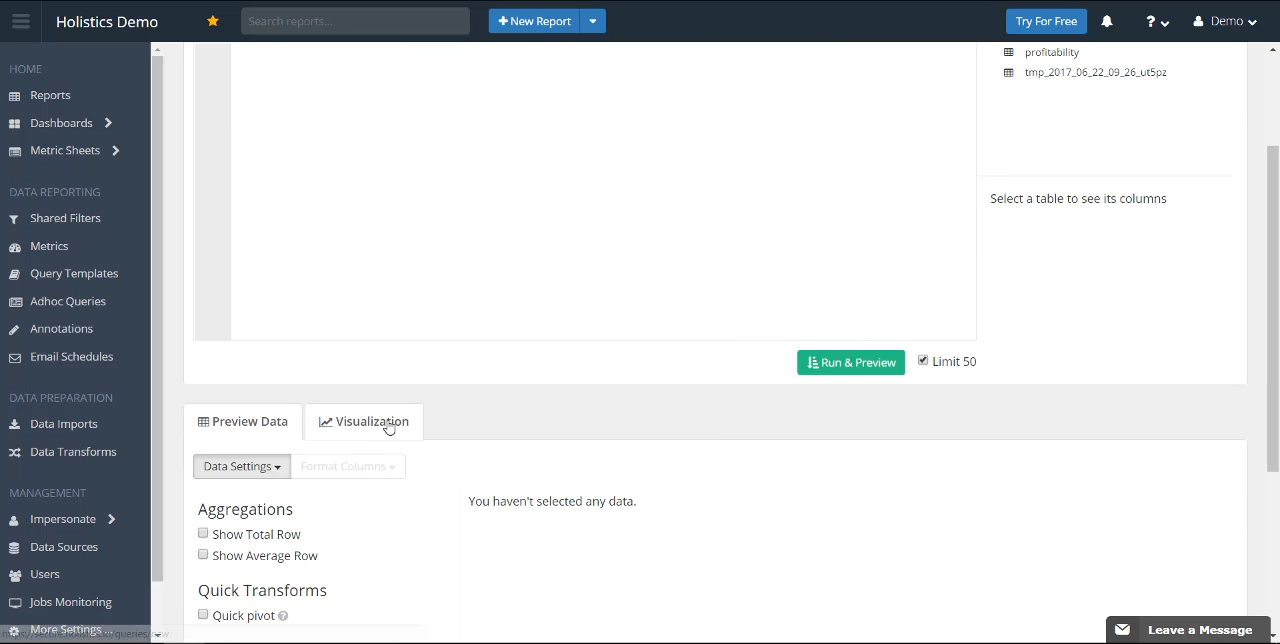 Holistics Demo
Search reports...
New Report
Try For Free
?
Demo
HOME
Reports
Dashboards
Metric Sheets
DATA REPORTING
Shared Filters
Metrics
Query Templates
Adhoc Queries
Annotations
Email Schedules
DATA PREPARATION
Data Imports
Data Transforms
MANAGEMENT
Impersonate
Data Sources
Users
Jobs Monitoring
More Settings...
profitability
tmp_2017_06_22_09_26_ut5pz
Select a table to see its columns
Run & Preview
Limit 50
Preview Data
Visualization
Data Settings
Format Columns
Aggregations
Show Total Row
Show Average Row
Quick Transforms
Quick pivot
You haven't selected any data.
Leave a Message